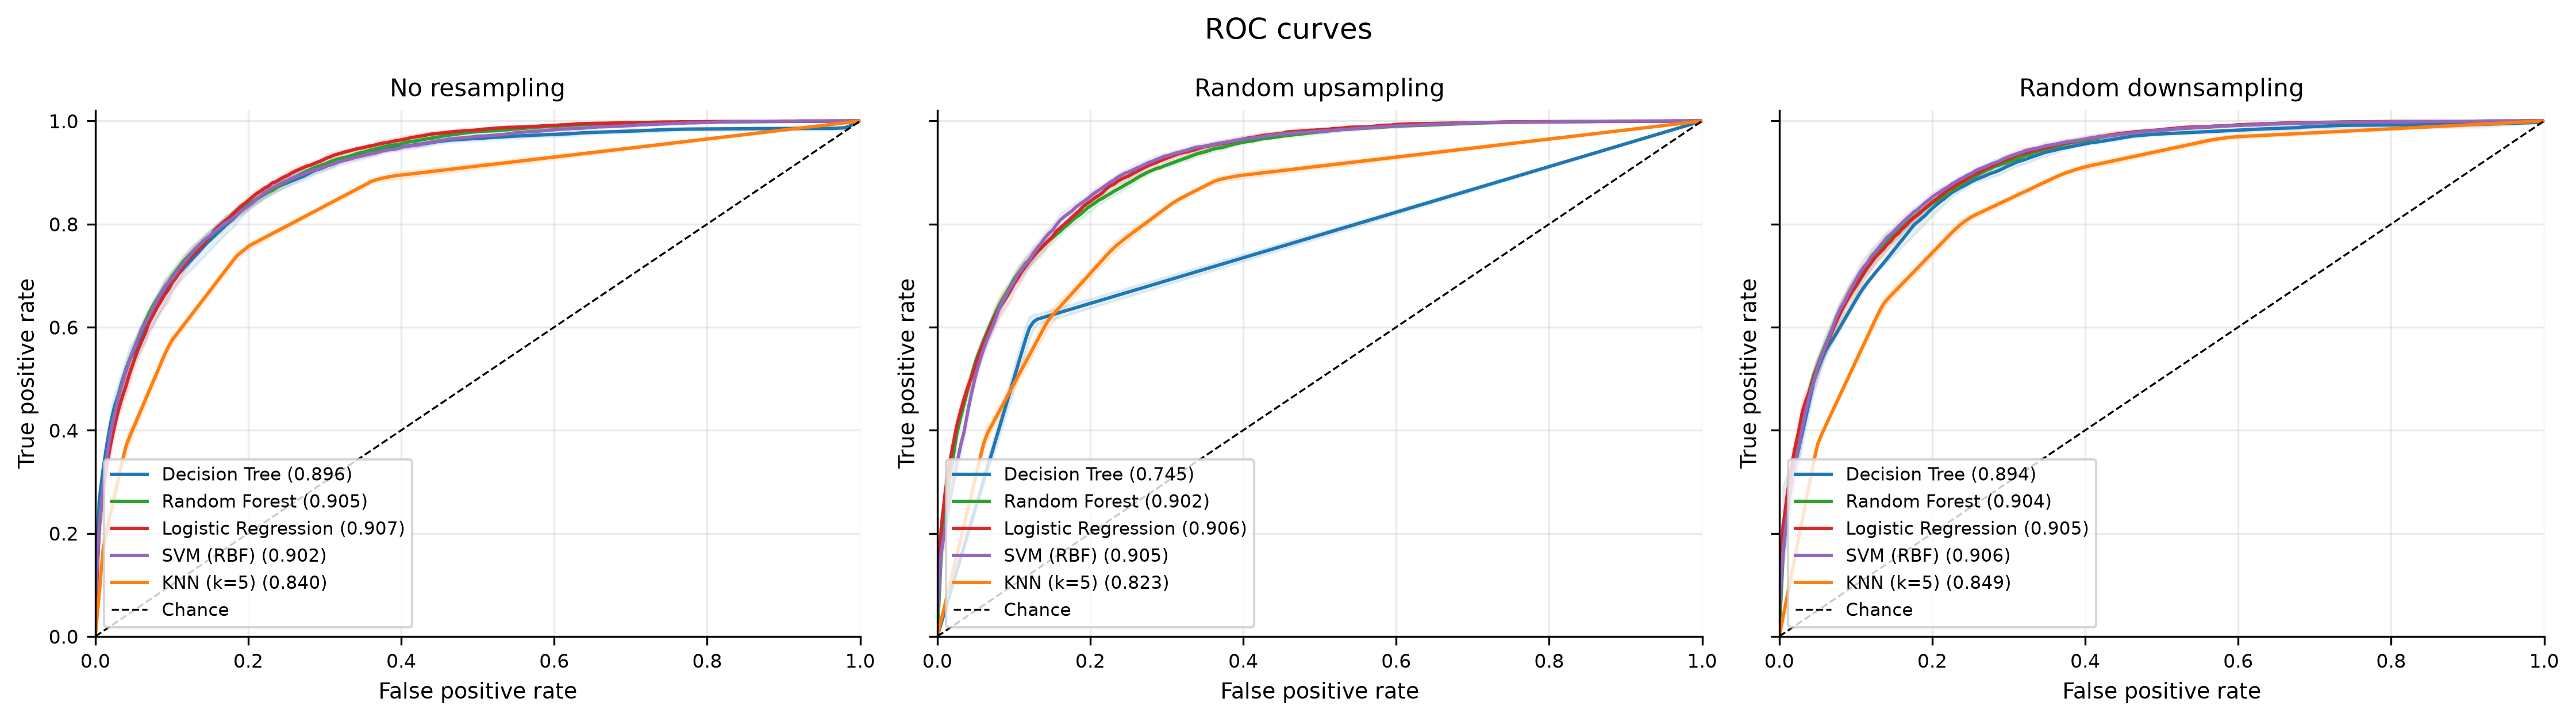 ROC curves
No resampling
True positive rate
1.0
0.8
0.6
0.4
0.2
0.0
Decision Tree (0.896)
Random Forest (0.905)
Logistic Regression (0.907)
SVM (RBF) (0.902)
KNN (k=5) (0.840)
Chance
0.0 0.2 0.4 0.6 0.8 1.0
False positive rate
Random upsampling
True positive rate
Decision Tree (0.745)
Random Forest (0.902)
Logistic Regression (0.906)
SVM (RBF) (0.905)
KNN (k=5) (0.823)
Chance
0.0 0.2 0.4 0.6 0.8 1.0
False positive rate
Random downsampling
True positive rate
Decision Tree (0.894)
Random Forest (0.904)
Logistic Regression (0.905)
SVM (RBF) (0.906)
KNN (k=5) (0.849)
Chance
0.0 0.2 0.4 0.6 0.8 1.0
False positive rate